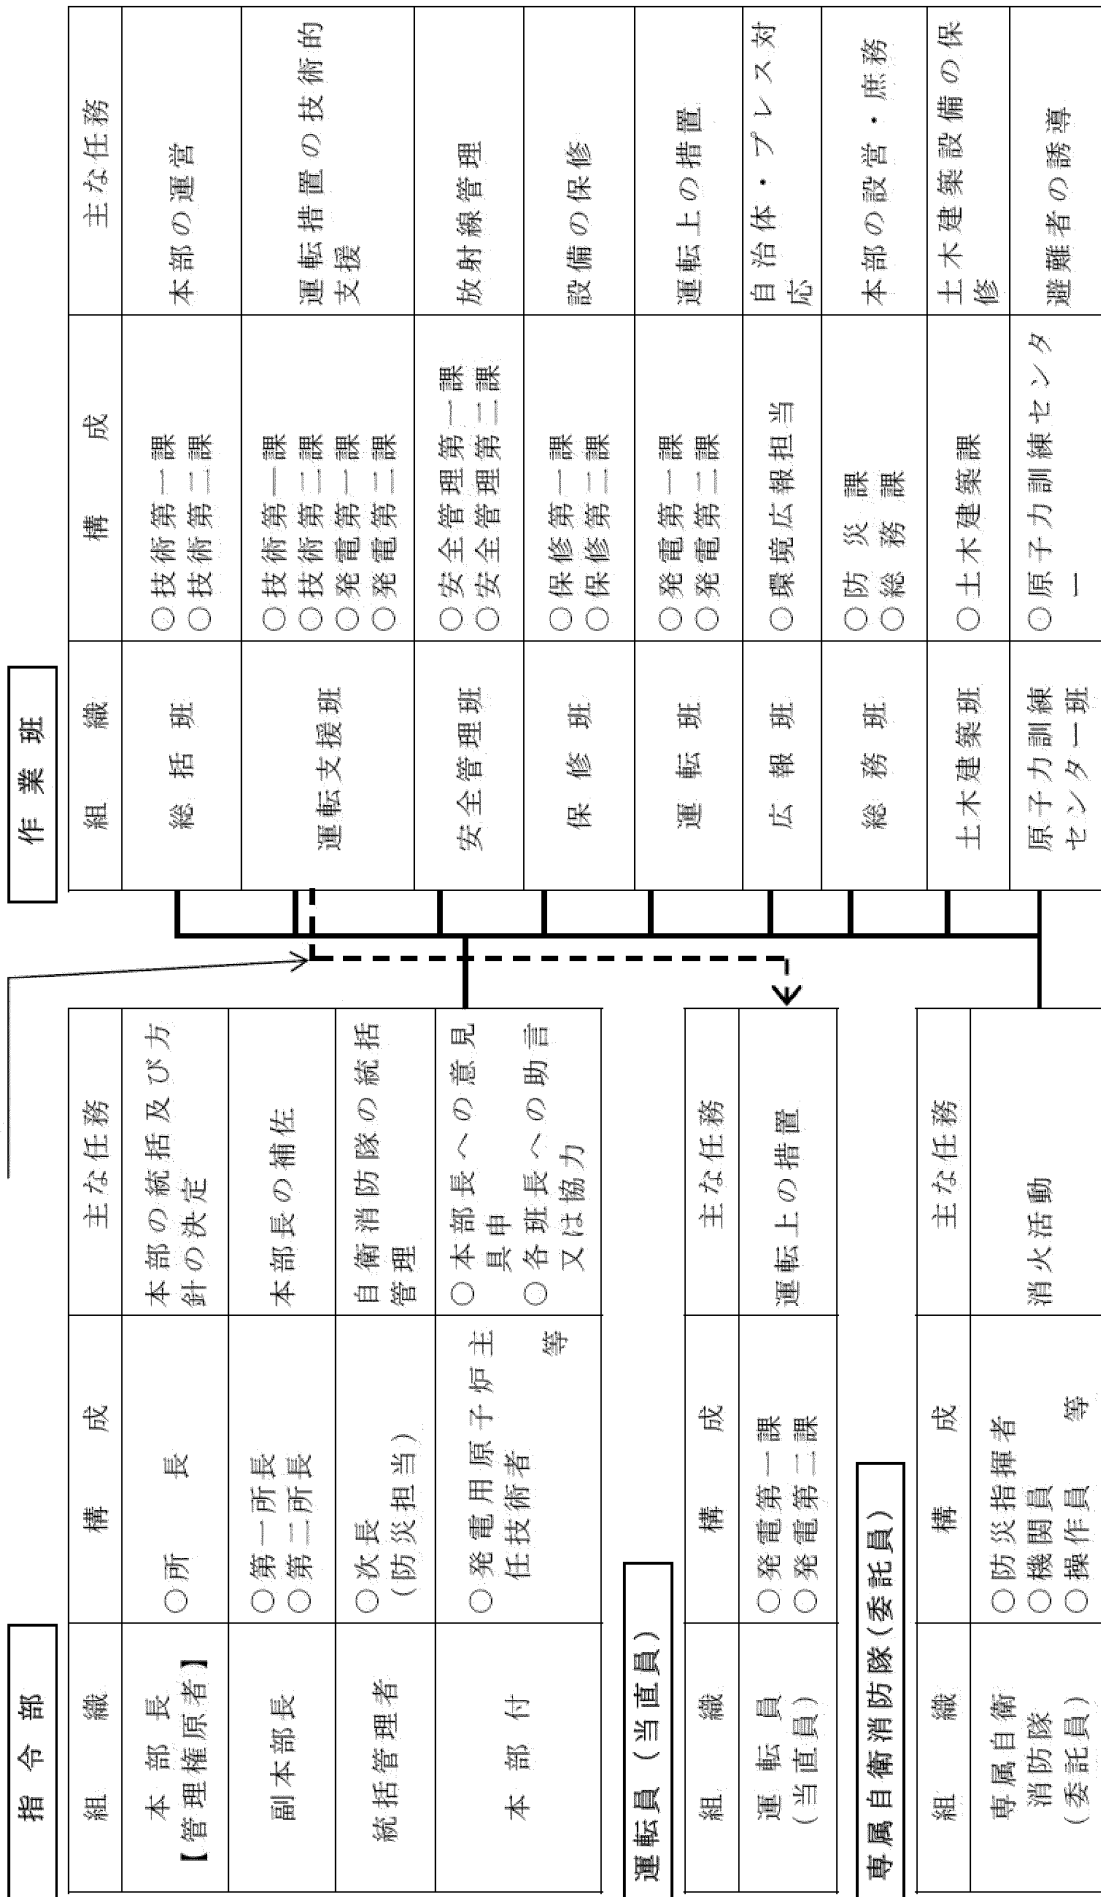 指令部
組織 構成 主な任務
本部長
【管理権原者】
○所長
本部の統括及び方
針の決定
副本部長
○第一所長
○第二所長
本部長の補佐
統括管理者
○次長
(防災担当)
自衛消防隊の統括
管理
本部付
○発電用原子炉主
任技術者
等
○本部長への意見
具申
○各班長への助言
又は協力
運転員（当直員）
組織 構成 主な任務
運転員
(当直員)
○発電第一課
○発電第二課
運転上の措置
専属自衛消防隊(委託員)
組織 構成 主な任務
専属自衛
消防隊
(委託員)
○防災指揮者
○機関員
○操作員 等
消火活動
作業班
組織 構成 主な任務
総括班
○技術第一課
○技術第二課
本部の運営
運転支援班
○技術第一課
○技術第二課
○発電第一課
○発電第二課
運転措置の技術的
支援
安全管理班
○安全管理第一課
○安全管理第二課
放射線管理
保修班
○保修第一課
○保修第二課
設備の保修
運転班
○発電第一課
○発電第二課
運転上の措置
広報班
○環境広報担当
自治体・プレス対
応
総務班
○防災課
○総務課
本部の設営・庶務
土木建築班
○土木建築課
土木建築設備の保
修
原子力訓練
センター班
○原子力訓練センタ
ー
避難者の誘導